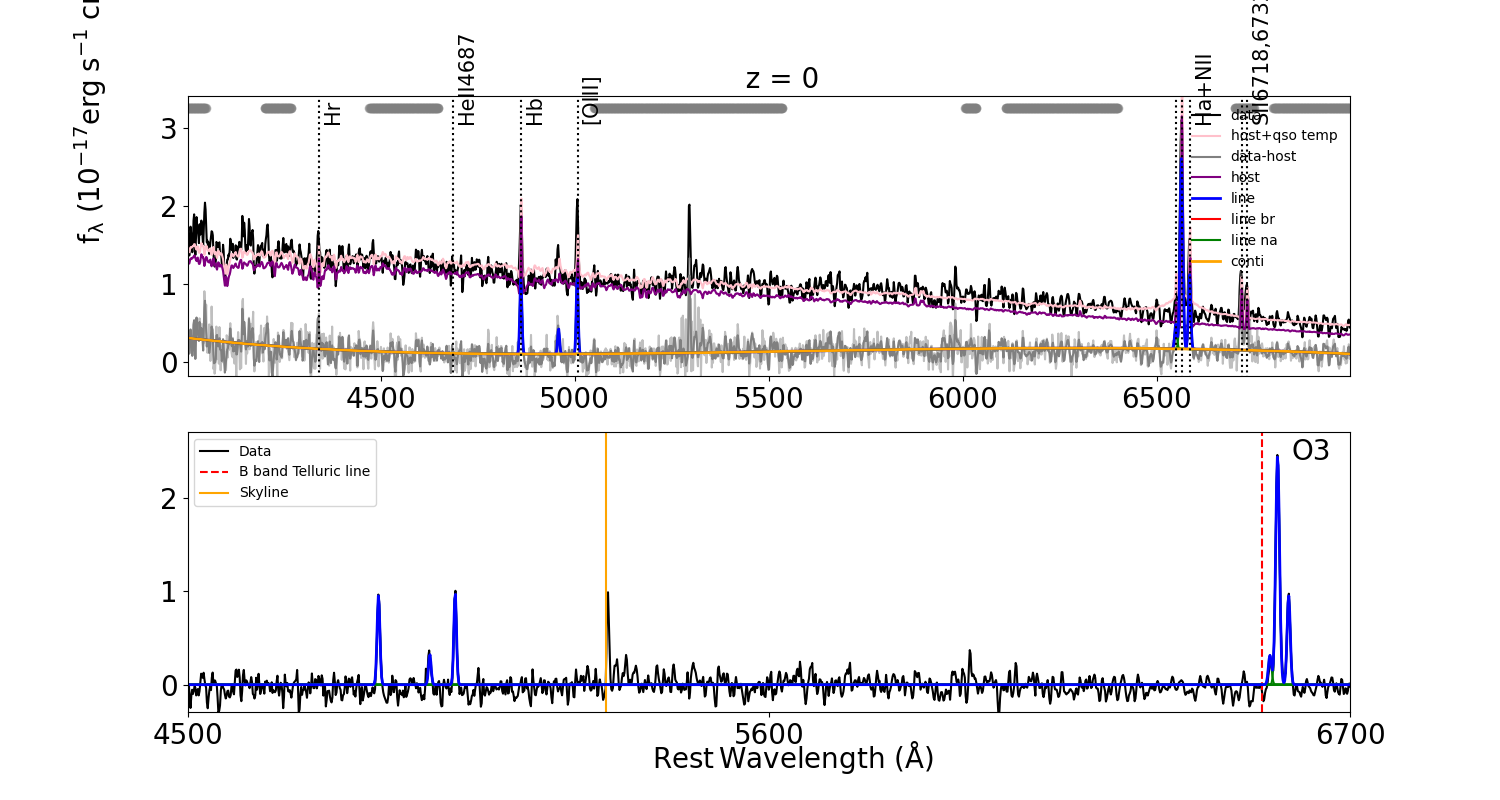 z = 0
f_λ (10^−17 erg s^−1
Hr
HeII4687
Hb
[OIII]
Ha+NII
SII6718,673
data
host+qso temp
data-host
host
line
line br
line na
conti
3
2
1
0
4500 5000 5500 6000 6500
Data
B band Telluric line
Skyline
O3
2
1
0
4500 5600 6700
Rest Wavelength (Å)